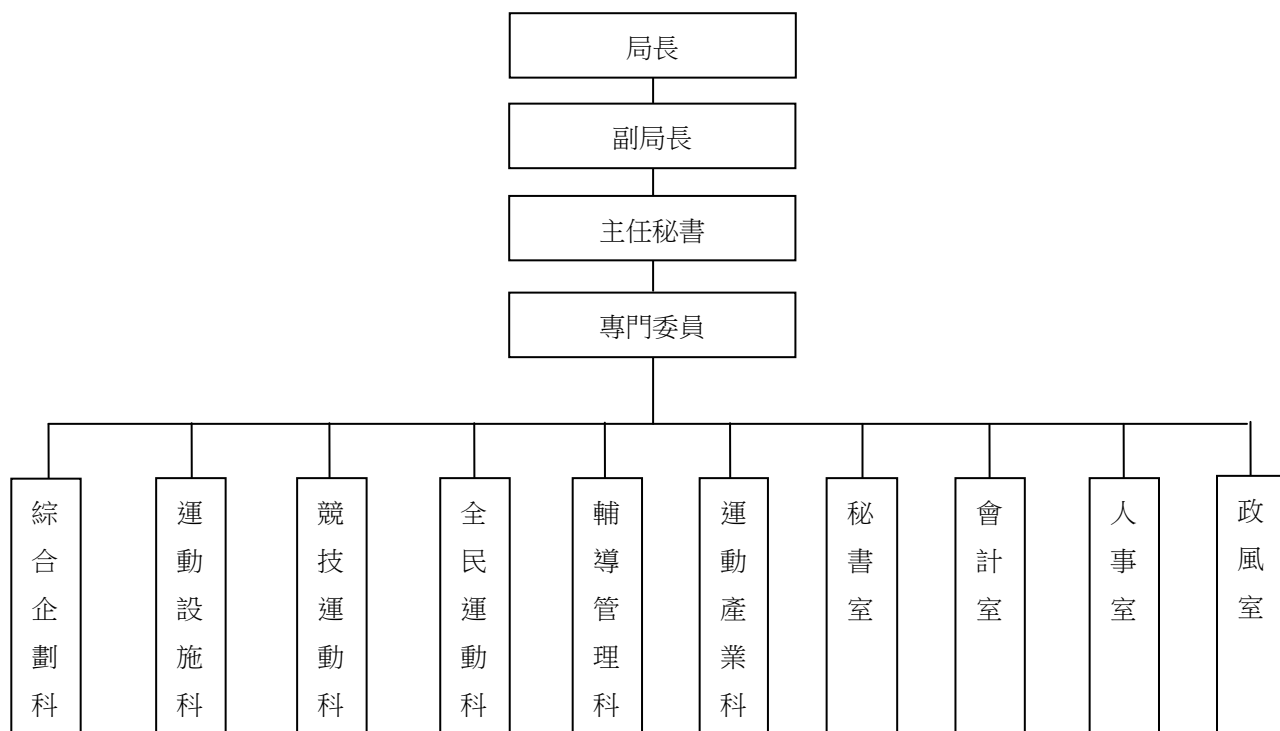 局長
副局長
主任秘書
專門委員
綜合企劃科
運動設施科
競技運動科
全民運動科
輔導管理科
運動產業科
秘書室
會計室
人事室
政風室